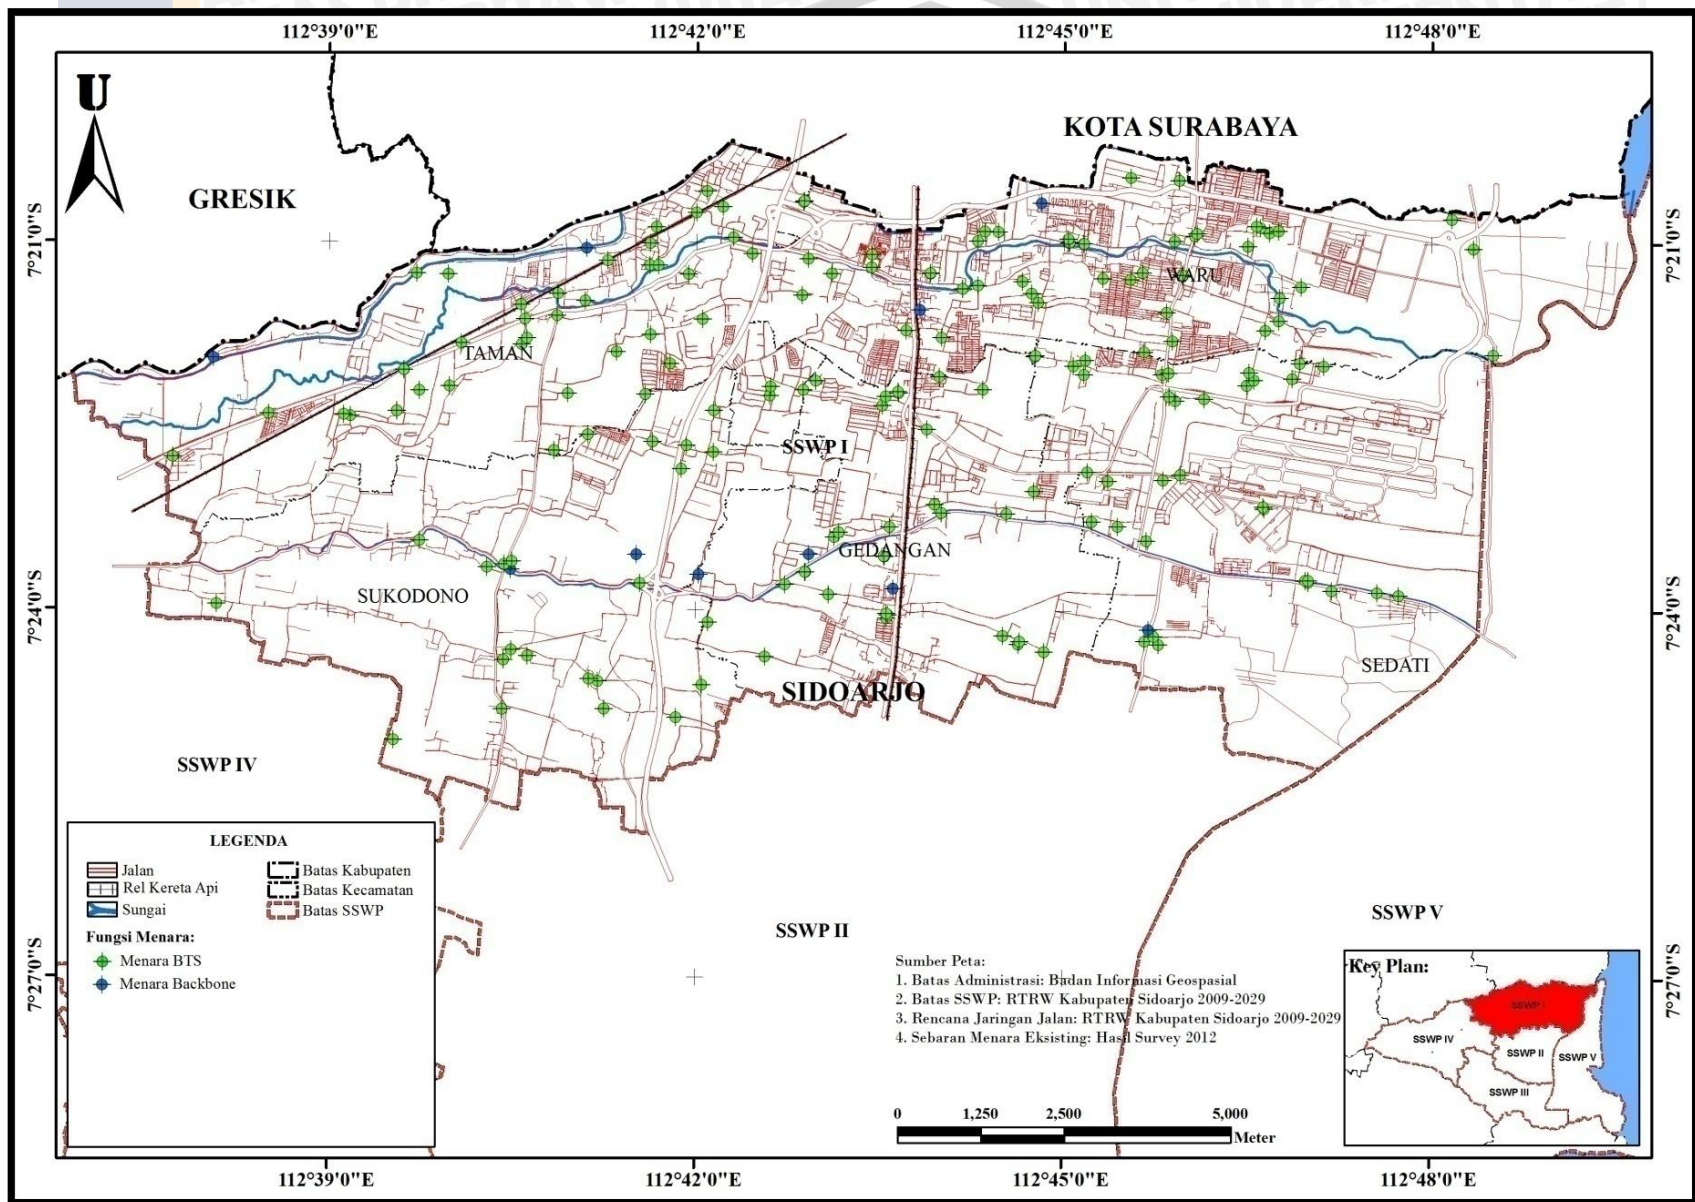 112°39'0"E
112°42'0"E
112°45'0"E
112°48'0"E
U
KOTA SURABAYA
GRESIK
7°21'0"S
7°21'0"S
WARU
TAMAN
SSWP I
GEDANGAN
SUKODONO
7°24'0"S
7°24'0"S
SEDATI
SIDOARJO
SSWP IV
LEGENDA
Jalan
Rel Kereta Api
Sungai
Batas Kabupaten
Batas Kecamatan
Batas SSWP
Fungsi Menara:
Menara BTS
Menara Backbone
SSWP II
SSWP V
7°27'0"S
7°27'0"S
Sumber Peta:
1. Batas Administrasi: Badan Informasi Geospasial
2. Batas SSWP: RTRW Kabupaten Sidoarjo 2009-2029
3. Rencana Jaringan Jalan: RTRW Kabupaten Sidoarjo 2009-2029
4. Sebaran Menara Eksisting: Hasil Survey 2012
0 1,250 2,500 5,000
Meter
Key Plan:
SSWP I
SSWP IV
SSWP II
SSWP V
SSWP III
112°39'0"E
112°42'0"E
112°45'0"E
112°48'0"E